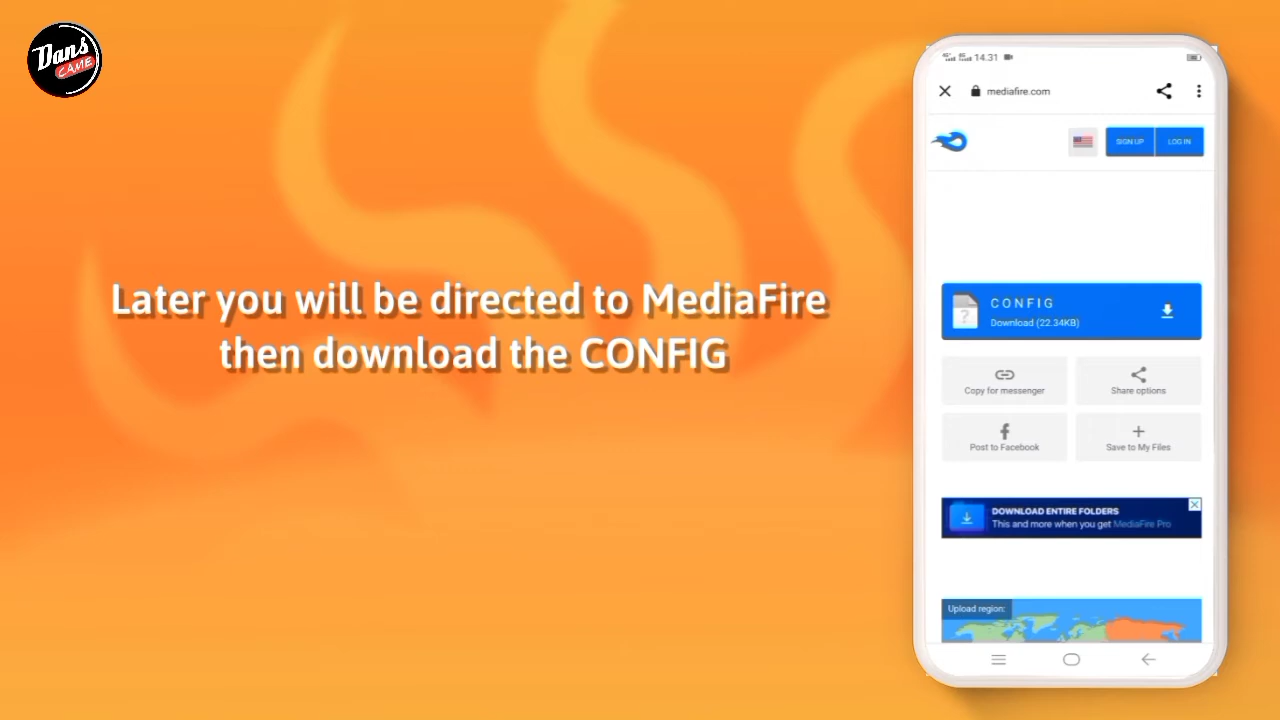 Dans
CAME
Later you will be directed to MediaFire
then download the CONFIG
14.31
mediafire.com
SIGN UP
LOG IN
CONFIG
Download (22.34KB)
Copy for messenger
Share options
Post to Facebook
Save to My Files
DOWNLOAD ENTIRE FOLDERS
This and more when you get MediaFire Pro
Upload region: